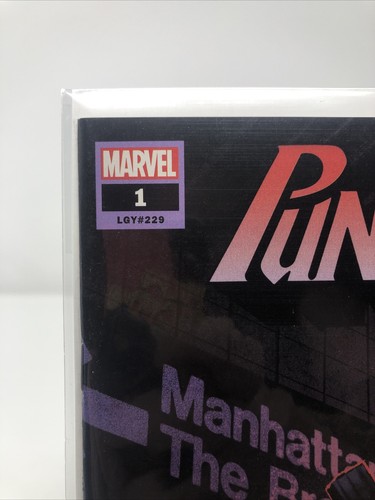 MARVEL
1
LGY#229
PUN
Manhatta
The B